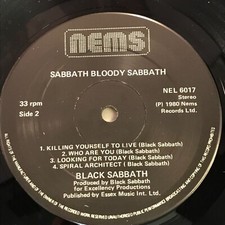 nems
SABBATH BLOODY SABBATH
NEL 6017
Stereo
33 rpm
(P) 1980 Nems
Side 2
Records Ltd.
1. KILLING YOURSELF TO LIVE (Black Sabbath)
2. WHO ARE YOU (Black Sabbath)
3. LOOKING FOR TODAY (Black Sabbath)
4. SPIRAL ARCHITECT (Black Sabbath)
BLACK SABBATH
Produced by Black Sabbath
for Excellency Productions
Published by Essex Music Int. Ltd.